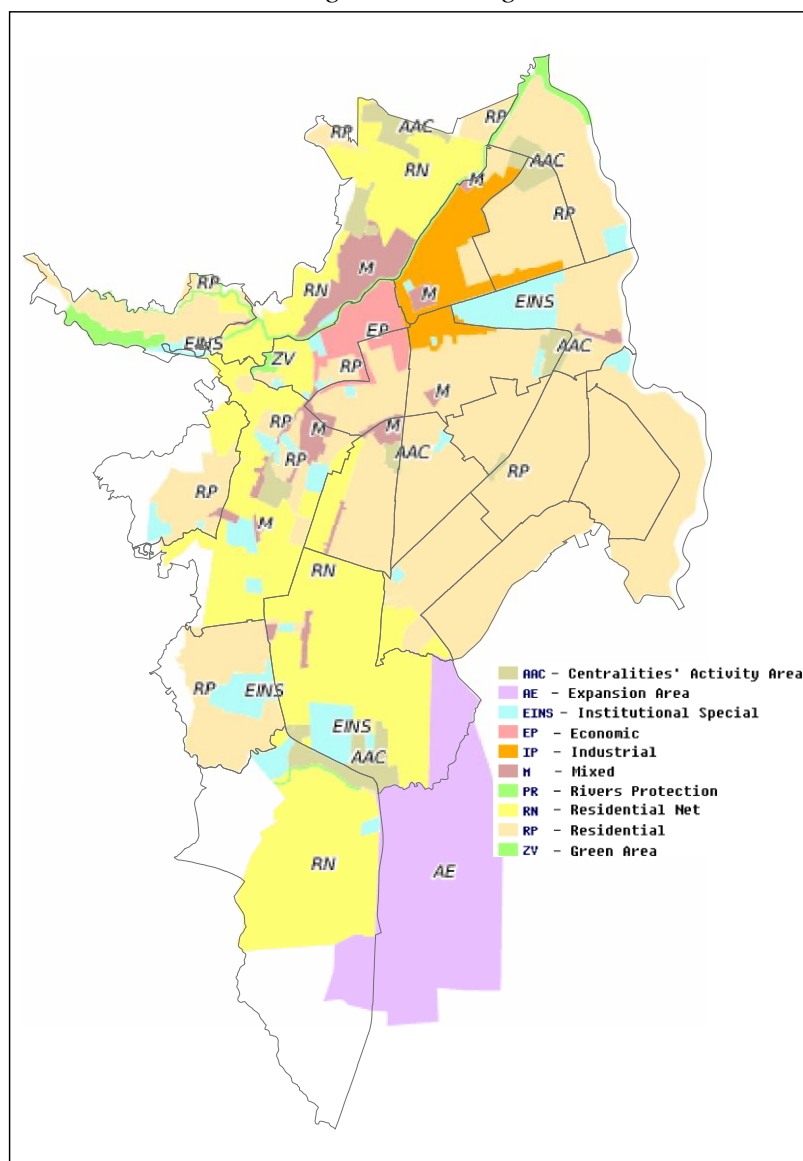 RP
AAC
RP
RN
M
AAC
RP
RP
RN
M
M
EINS
EINS
EP
ZV
RP
AAC
M
RP
M
M
RP
AAC
RP
RP
M
RN
RP
EINS
EINS
AAC
RN
AE
AAC – Centralities' Activity Area
AE – Expansion Area
EINS – Institutional Special
EP – Economic
IP – Industrial
M – Mixed
PR – Rivers Protection
RN – Residential Net
RP – Residential
ZV – Green Area